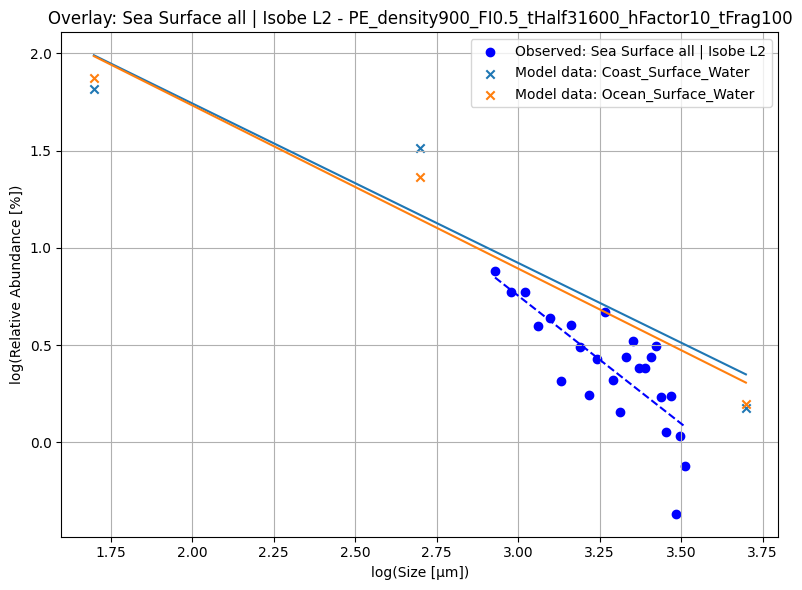 Overlay: Sea Surface all | Isobe L2 - PE_density900_FI0.5_tHalf31600_hFactor10_tFrag100
Observed: Sea Surface all | Isobe L2
Model data: Coast_Surface_Water
Model data: Ocean_Surface_Water
log(Relative Abundance [%])
2.0
1.5
1.0
0.5
0.0
1.75 2.00 2.25 2.50 2.75 3.00 3.25 3.50 3.75
log(Size [µm])